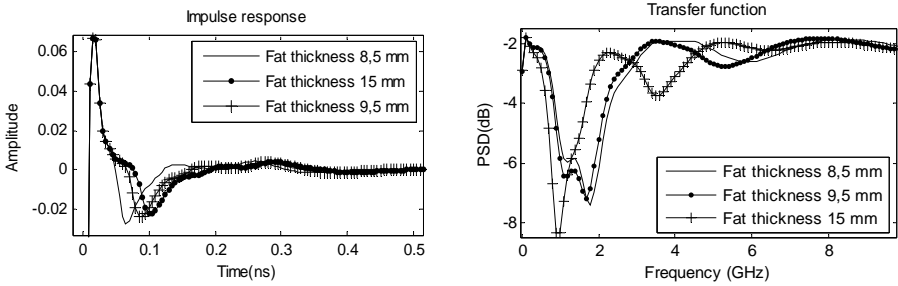 Impulse response
0.06
0.04
0.02
0
-0.02
Amplitude
Fat thickness 8,5 mm
Fat thickness 15 mm
Fat thickness 9,5 mm
0
0.1
0.2
0.3
0.4
0.5
Time(ns)
Transfer function
-2
-4
-6
-8
PSD(dB)
Fat thickness 8,5 mm
Fat thickness 9,5 mm
Fat thickness 15 mm
0
2
4
6
8
Frequency (GHz)